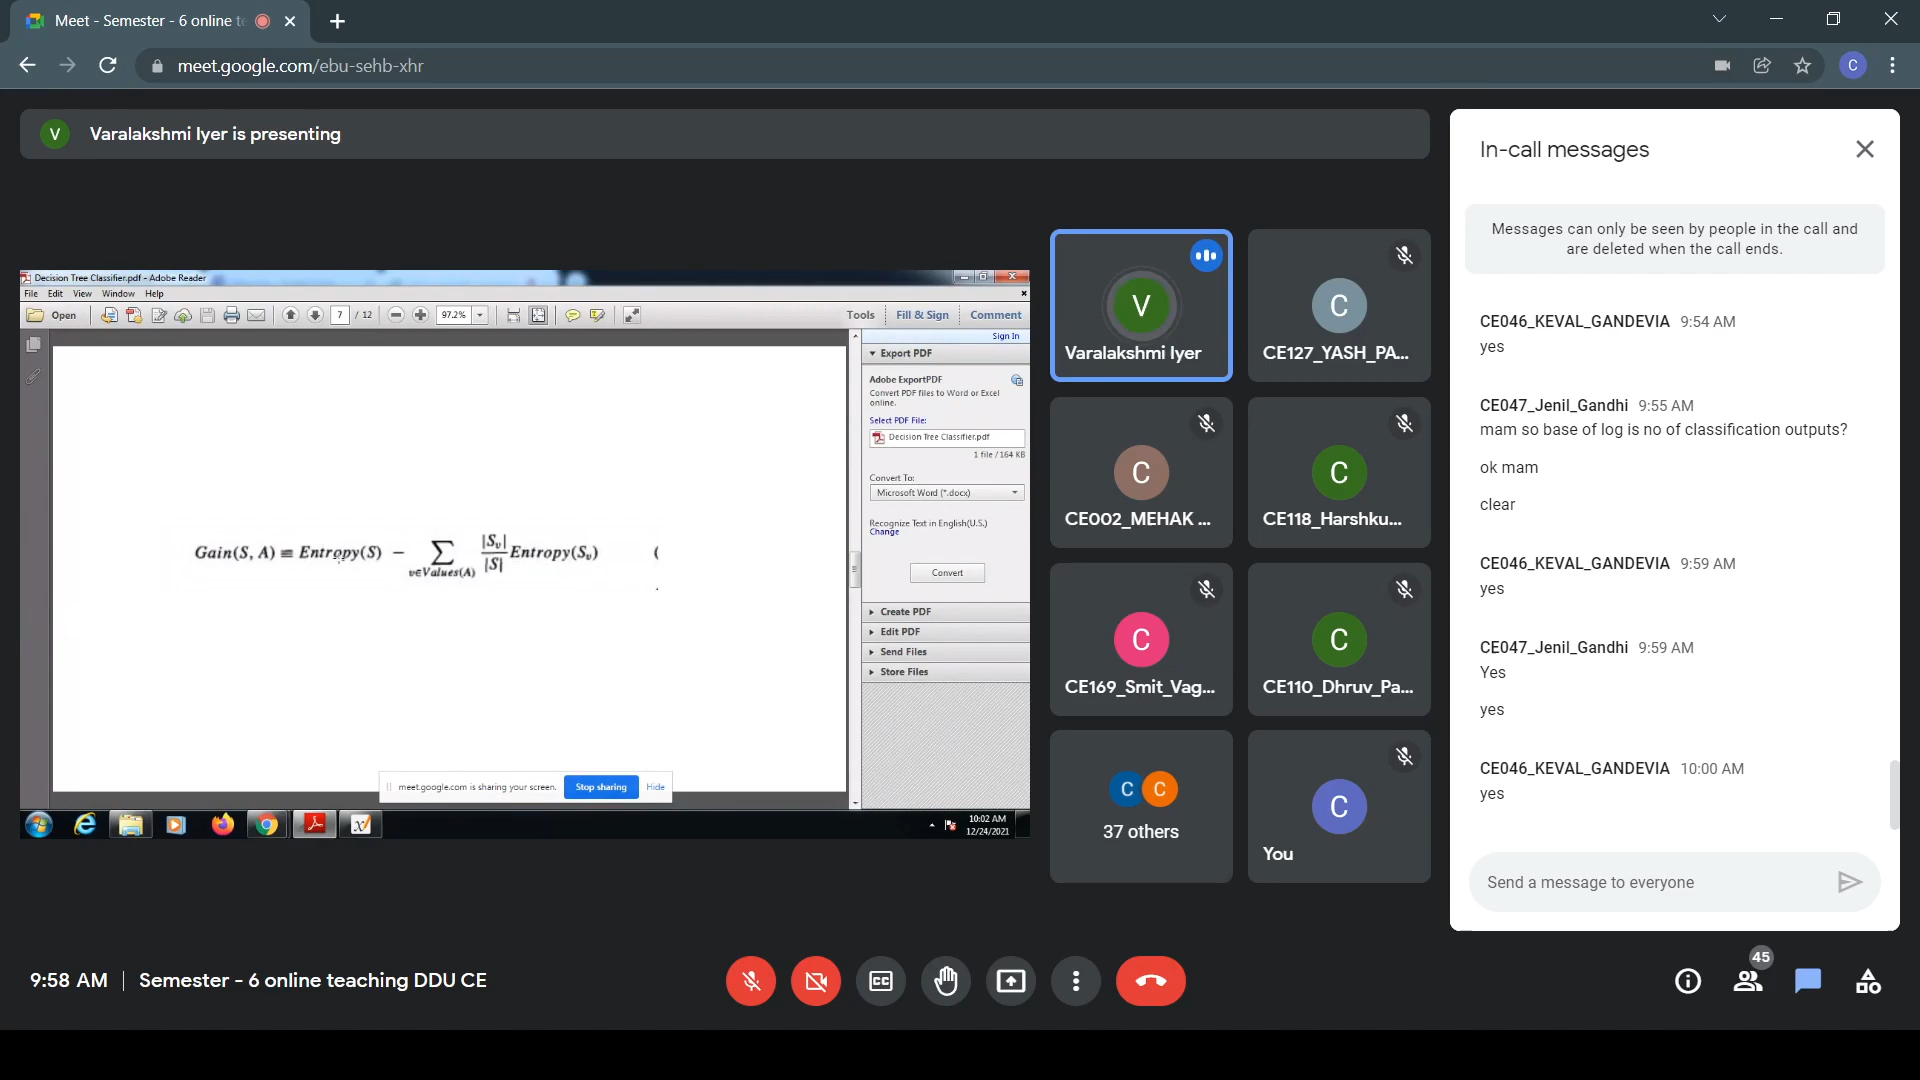 Meet - Semester - 6 online te
meet.google.com/ebu-sehb-xhr
C
V Varalakshmi Iyer is presenting
Decision Tree Classifier.pdf - Adobe Reader
File Edit View Window Help
Open 7 / 12 97.2% Tools Fill & Sign Comment
Sign In
Export PDF
Adobe ExportPDF
Convert PDF files to Word or Excel
online.
Select PDF File:
Decision Tree Classifier.pdf
1 file / 164 KB
Convert To:
Microsoft Word (*.docx)
Recognize Text in English(U.S.)
Change
Convert
Create PDF
Edit PDF
Send Files
Store Files
Gain(S, A) ≡ Entropy(S) − ∑ v∈Values(A) |Sv|/|S| Entropy(Sv) (
meet.google.com is sharing your screen. Stop sharing Hide
10:02 AM
12/24/2021
V
Varalakshmi Iyer
C
CE127_YASH_PA...
C
CE002_MEHAK ...
C
CE118_Harshku...
C
CE169_Smit_Vag...
C
CE110_Dhruv_Pa...
C C
37 others
C
You
In-call messages
Messages can only be seen by people in the call and
are deleted when the call ends.
CE046_KEVAL_GANDEVIA 9:54 AM
yes
CE047_Jenil_Gandhi 9:55 AM
mam so base of log is no of classification outputs?
ok mam
clear
CE046_KEVAL_GANDEVIA 9:59 AM
yes
CE047_Jenil_Gandhi 9:59 AM
Yes
yes
CE046_KEVAL_GANDEVIA 10:00 AM
yes
Send a message to everyone
9:58 AM | Semester - 6 online teaching DDU CE
45